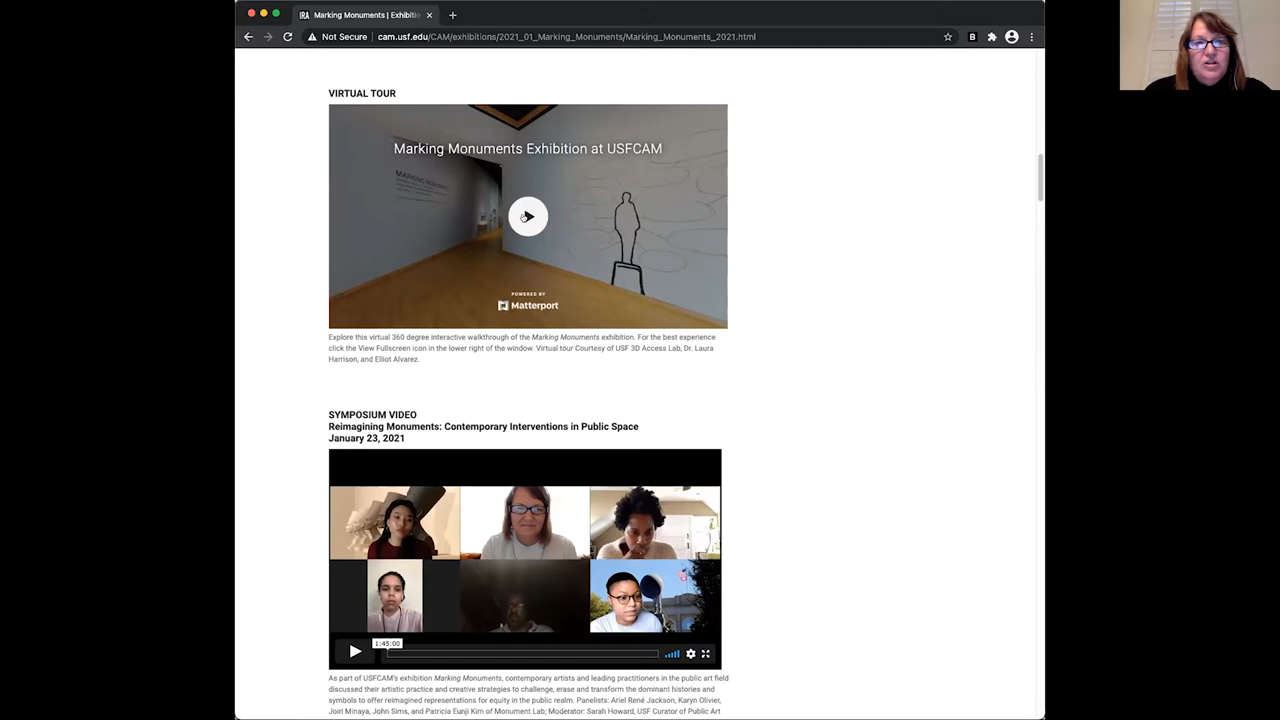 Marking Monuments | Exhibitio
Not Secure
cam.usf.edu/CAM/exhibitions/2021_01_Marking_Monuments/Marking_Monuments_2021.html
VIRTUAL TOUR
Marking Monuments Exhibition at USFCAM
MARKING MONUMENTS
POWERED BY
Matterport
Explore this virtual 360 degree interactive walkthrough of the Marking Monuments exhibition. For the best experience
click the View Fullscreen icon in the lower right of the window. Virtual tour Courtesy of USF 3D Access Lab, Dr. Laura
Harrison, and Elliot Alvarez.
SYMPOSIUM VIDEO
Reimagining Monuments: Contemporary Interventions in Public Space
January 23, 2021
1:45:00
As part of USFCAM's exhibition Marking Monuments, contemporary artists and leading practitioners in the public art field
discussed their artistic practice and creative strategies to challenge, erase and transform the dominant histories and
symbols to offer reimagined representations for equity in the public realm. Panelists: Ariel René Jackson, Karyn Olivier,
Joiri Minaya, John Sims, and Patricia Eunji Kim of Monument Lab; Moderator: Sarah Howard, USF Curator of Public Art